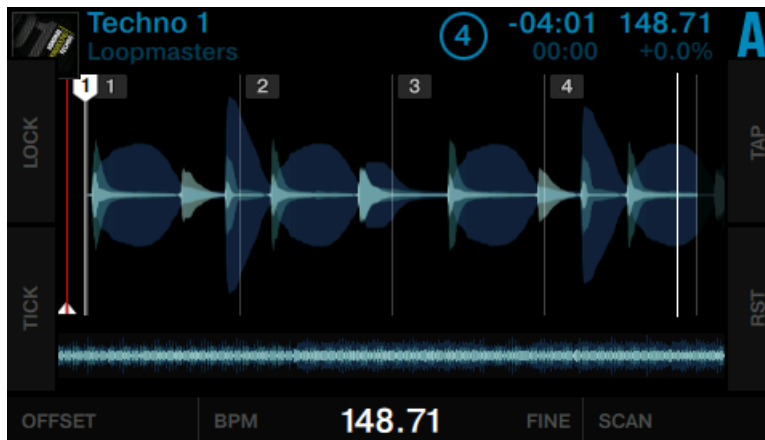 Techno 1
Loopmasters
4
-04:01 148.71
00:00 +0.0%
A
1 1 2 3 4
LOCK
TAP
TICK
RST
OFFSET BPM 148.71 FINE SCAN